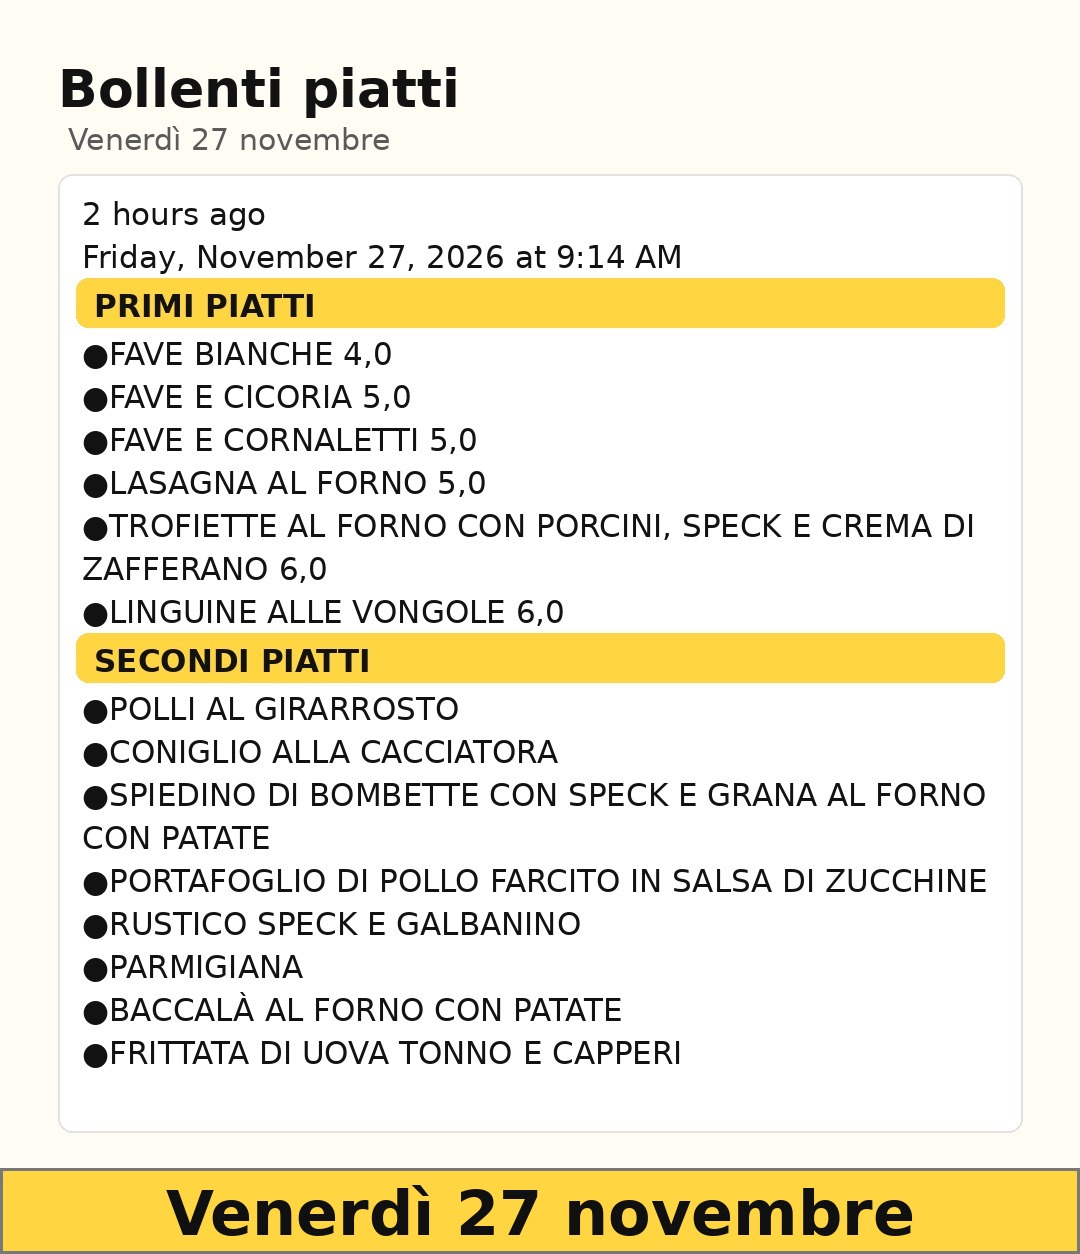 Bollenti piatti
Venerdì 27 novembre
2 hours ago
Friday, November 27, 2026 at 9:14 AM
PRIMI PIATTI
●FAVE BIANCHE 4,0
●FAVE E CICORIA 5,0
●FAVE E CORNALETTI 5,0
●LASAGNA AL FORNO 5,0
●TROFIETTE AL FORNO CON PORCINI, SPECK E CREMA DI
ZAFFERANO 6,0
●LINGUINE ALLE VONGOLE 6,0
SECONDI PIATTI
●POLLI AL GIRARROSTO
●CONIGLIO ALLA CACCIATORA
●SPIEDINO DI BOMBETTE CON SPECK E GRANA AL FORNO
CON PATATE
●PORTAFOGLIO DI POLLO FARCITO IN SALSA DI ZUCCHINE
●RUSTICO SPECK E GALBANINO
●PARMIGIANA
●BACCALÀ AL FORNO CON PATATE
●FRITTATA DI UOVA TONNO E CAPPERI
Venerdì 27 novembre